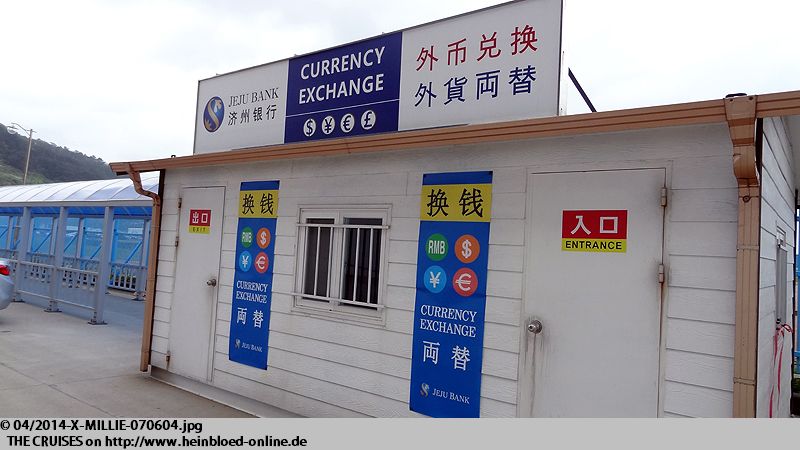 JEJU BANK
济州银行
CURRENCY
EXCHANGE
$ ¥ € £
外币兑换
外貨両替
出口
EXIT
换钱
RMB $
¥ €
CURRENCY
EXCHANGE
両替
JEJU BANK
换钱
RMB $
¥ €
CURRENCY
EXCHANGE
両替
JEJU BANK
入口
ENTRANCE
© 04/2014-X-MILLIE-070604.jpg
THE CRUISES on http://www.heinbloed-online.de